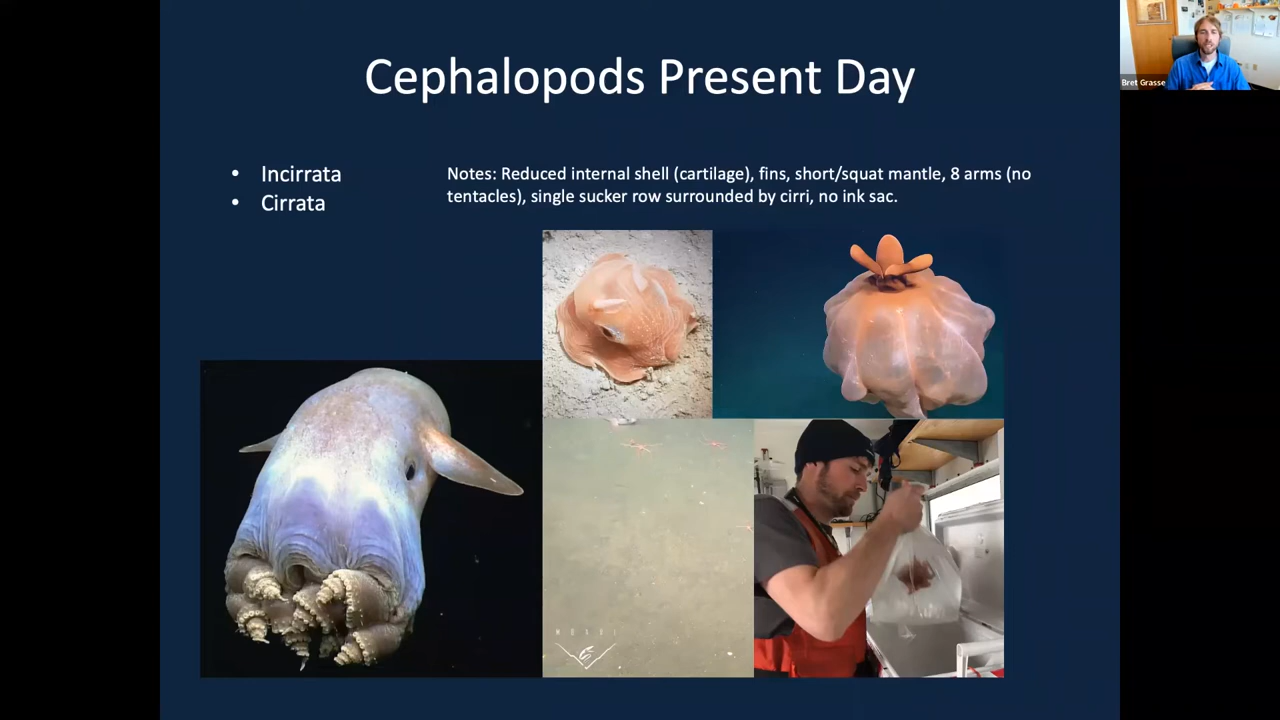 Cephalopods Present Day
Bret Grasse
• Incirrata
• Cirrata
Notes: Reduced internal shell (cartilage), fins, short/squat mantle, 8 arms (no
tentacles), single sucker row surrounded by cirri, no ink sac.